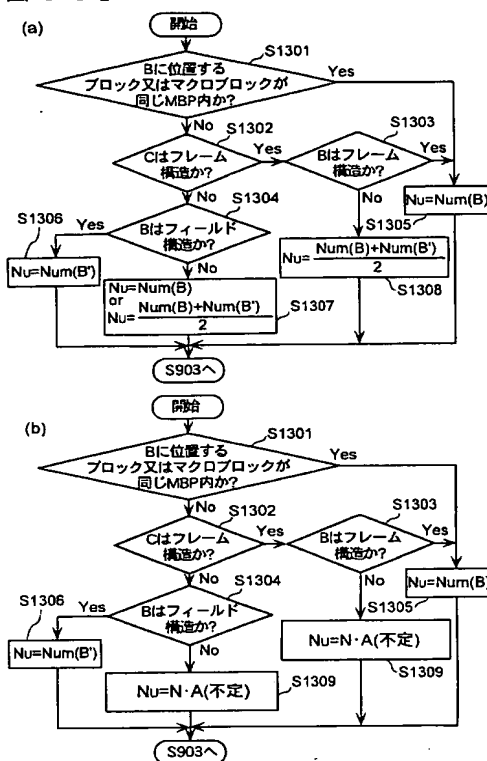 (a)
開始
S1301
Bに位置する
ブロック又はマクロブロックが
同じMBP内か?
Yes
No
S1302
Cはフレーム
構造か?
Yes
S1303
Bはフレーム
構造か?
Yes
No
No
S1304
Bはフィールド
構造か?
Yes
No
S1305
Nu=Num(B)
S1306
Nu=Num(B')
Nu=Num(B)
or
Nu=Num(B)+Num(B')
2
S1307
Nu=Num(B)+Num(B')
2
S1308
S903へ
(b)
開始
S1301
Bに位置する
ブロック又はマクロブロックが
同じMBP内か?
Yes
No
S1302
Cはフレーム
構造か?
Yes
S1303
Bはフレーム
構造か?
Yes
No
No
S1304
Bはフィールド
構造か?
Yes
No
S1305
Nu=Num(B)
S1306
Nu=Num(B')
Nu=N・A(不定)
S1309
Nu=N・A(不定)
S1309
S903へ